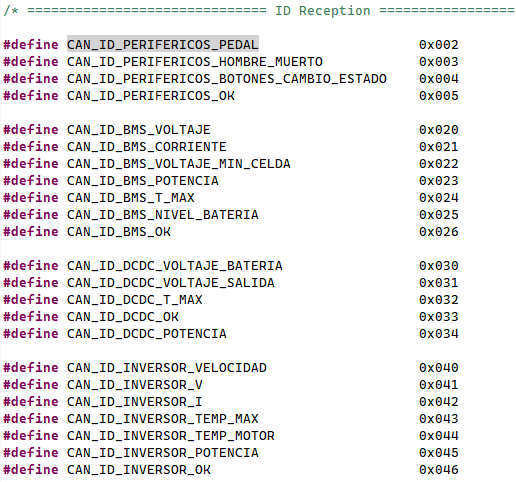 /* ============================== ID Reception =================
#define CAN_ID_PERIFERICOS_PEDAL 0x002
#define CAN_ID_PERIFERICOS_HOMBRE_MUERTO 0x003
#define CAN_ID_PERIFERICOS_BOTONES_CAMBIO_ESTADO 0x004
#define CAN_ID_PERIFERICOS_OK 0x005
#define CAN_ID_BMS_VOLTAJE 0x020
#define CAN_ID_BMS_CORRIENTE 0x021
#define CAN_ID_BMS_VOLTAJE_MIN_CELDA 0x022
#define CAN_ID_BMS_POTENCIA 0x023
#define CAN_ID_BMS_T_MAX 0x024
#define CAN_ID_BMS_NIVEL_BATERIA 0x025
#define CAN_ID_BMS_OK 0x026
#define CAN_ID_DCDC_VOLTAJE_BATERIA 0x030
#define CAN_ID_DCDC_VOLTAJE_SALIDA 0x031
#define CAN_ID_DCDC_T_MAX 0x032
#define CAN_ID_DCDC_OK 0x033
#define CAN_ID_DCDC_POTENCIA 0x034
#define CAN_ID_INVERSOR_VELOCIDAD 0x040
#define CAN_ID_INVERSOR_V 0x041
#define CAN_ID_INVERSOR_I 0x042
#define CAN_ID_INVERSOR_TEMP_MAX 0x043
#define CAN_ID_INVERSOR_TEMP_MOTOR 0x044
#define CAN_ID_INVERSOR_POTENCIA 0x045
#define CAN_ID_INVERSOR_OK 0x046